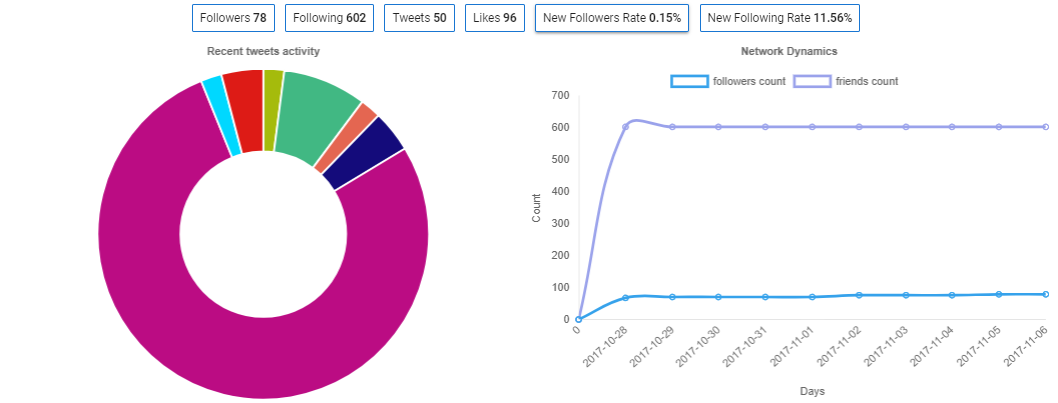 Followers 78 Following 602 Tweets 50 Likes 96 New Followers Rate 0.15% New Following Rate 11.56%
Recent tweets activity
Network Dynamics
followers count friends count
700
600
500
400
300
200
100
0
Count
0 2017-10-28 2017-10-29 2017-10-30 2017-10-31 2017-11-01 2017-11-02 2017-11-03 2017-11-04 2017-11-05 2017-11-06
Days